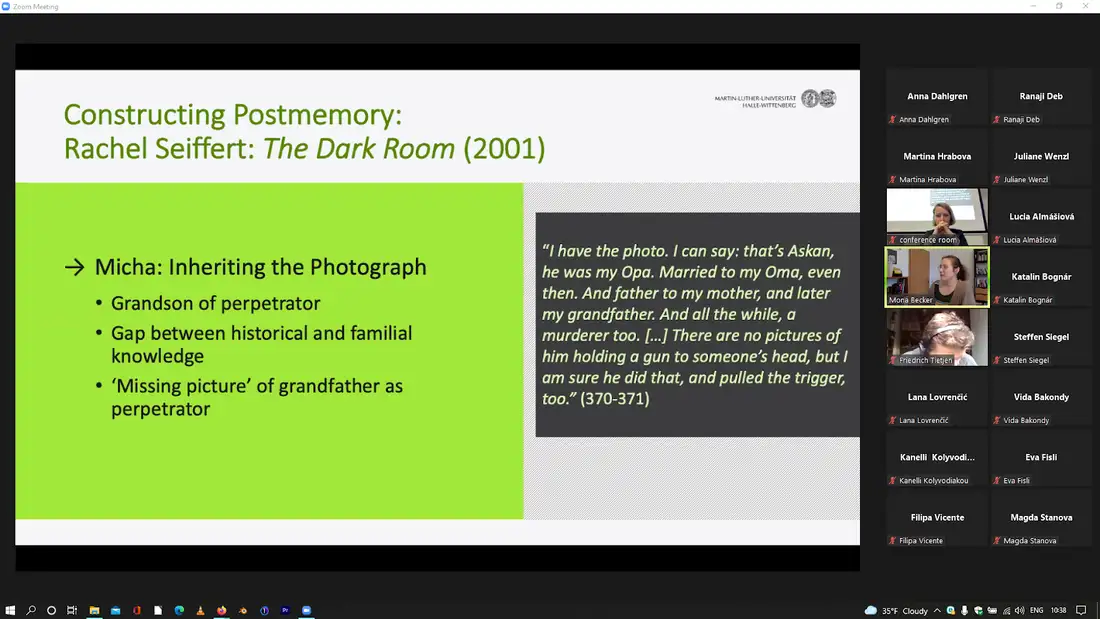 Zoom Meeting
Constructing Postmemory:
Rachel Seiffert: The Dark Room (2001)
MARTIN-LUTHER-UNIVERSITÄT
HALLE-WITTENBERG
→ Micha: Inheriting the Photograph
• Grandson of perpetrator
• Gap between historical and familial
knowledge
• ‘Missing picture’ of grandfather as
perpetrator
“I have the photo. I can say: that’s Askan,
he was my Opa. Married to my Oma, even
then. And father to my mother, and later
my grandfather. And all the while, a
murderer too. […] There are no pictures of
him holding a gun to someone’s head, but I
am sure he did that, and pulled the trigger,
too.” (370-371)
Anna Dahlgren
Anna Dahlgren
Ranaji Deb
Ranaji Deb
Martina Hrabova
Martina Hrabova
Juliane Wenzl
Juliane Wenzl
conference room
Lucia Almášiová
Lucia Almášiová
Mona Becker
Katalin Bognár
Katalin Bognár
Friedrich Tietjen
Steffen Siegel
Steffen Siegel
Lana Lovrenčić
Lana Lovrenčić
Vida Bakondy
Vida Bakondy
Kanelli Kolyvodi...
Kanelli Kolyvodiakou
Eva Fisli
Eva Fisli
Filipa Vicente
Filipa Vicente
Magda Stanova
Magda Stanova
35°F Cloudy
ENG
10:38